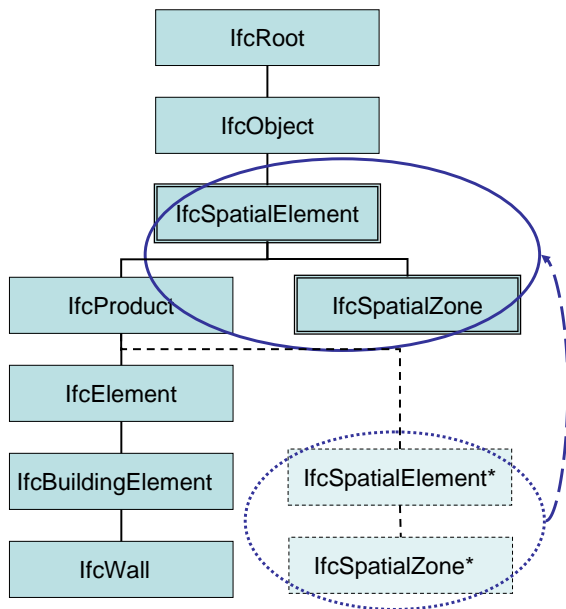 IfcRoot
IfcObject
IfcSpatialElement
IfcProduct
IfcSpatialZone
IfcElement
IfcBuildingElement
IfcSpatialElement*
IfcWall
IfcSpatialZone*